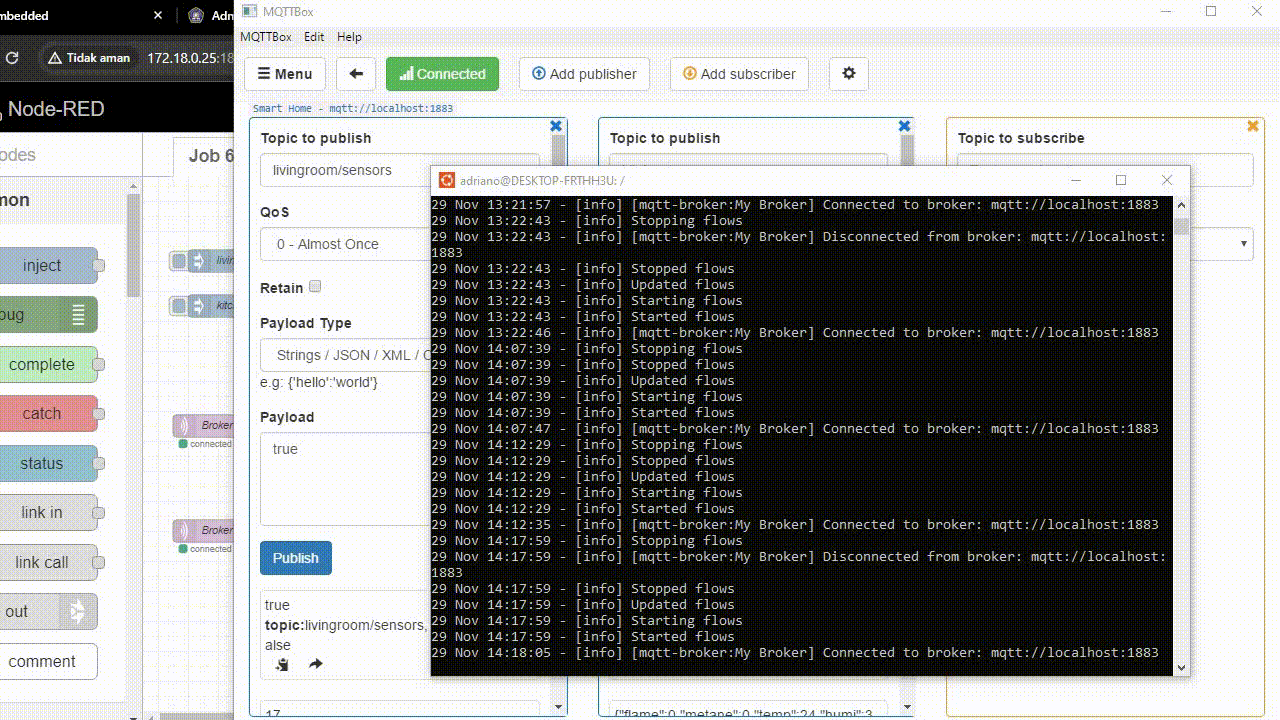 mbedded
Adn
Tidak aman
172.18.0.25:18
Node-RED
odes
Job 6
mon
inject
bug
complete
catch
status
link in
link call
out
comment
livin
kitc
Broker
connected
Broker
connected
MQTTBox
MQTTBox Edit Help
Menu
Connected
Add publisher
Add subscriber
Smart Home - mqtt://localhost:1883
Topic to publish
livingroom/sensors
QoS
0 - Almost Once
Retain
Payload Type
Strings / JSON / XML / C
e.g: {'hello':'world'}
Payload
true
Publish
true
topic:livingroom/sensors,
alse
17
Topic to publish
{"flame":0,"metane":0,"temp":24,"humi":3
Topic to subscribe
adriano@DESKTOP-FRTHH3U: /
29 Nov 13:21:57 - [info] [mqtt-broker:My Broker] Connected to broker: mqtt://localhost:1883
29 Nov 13:22:43 - [info] Stopping flows
29 Nov 13:22:43 - [info] [mqtt-broker:My Broker] Disconnected from broker: mqtt://localhost:
1883
29 Nov 13:22:43 - [info] Stopped flows
29 Nov 13:22:43 - [info] Updated flows
29 Nov 13:22:43 - [info] Starting flows
29 Nov 13:22:43 - [info] Started flows
29 Nov 13:22:46 - [info] [mqtt-broker:My Broker] Connected to broker: mqtt://localhost:1883
29 Nov 14:07:39 - [info] Stopping flows
29 Nov 14:07:39 - [info] Stopped flows
29 Nov 14:07:39 - [info] Updated flows
29 Nov 14:07:39 - [info] Starting flows
29 Nov 14:07:39 - [info] Started flows
29 Nov 14:07:47 - [info] [mqtt-broker:My Broker] Connected to broker: mqtt://localhost:1883
29 Nov 14:12:29 - [info] Stopping flows
29 Nov 14:12:29 - [info] Stopped flows
29 Nov 14:12:29 - [info] Updated flows
29 Nov 14:12:29 - [info] Starting flows
29 Nov 14:12:29 - [info] Started flows
29 Nov 14:12:35 - [info] [mqtt-broker:My Broker] Connected to broker: mqtt://localhost:1883
29 Nov 14:17:59 - [info] Stopping flows
29 Nov 14:17:59 - [info] [mqtt-broker:My Broker] Disconnected from broker: mqtt://localhost:
1883
29 Nov 14:17:59 - [info] Stopped flows
29 Nov 14:17:59 - [info] Updated flows
29 Nov 14:17:59 - [info] Starting flows
29 Nov 14:17:59 - [info] Started flows
29 Nov 14:18:05 - [info] [mqtt-broker:My Broker] Connected to broker: mqtt://localhost:1883